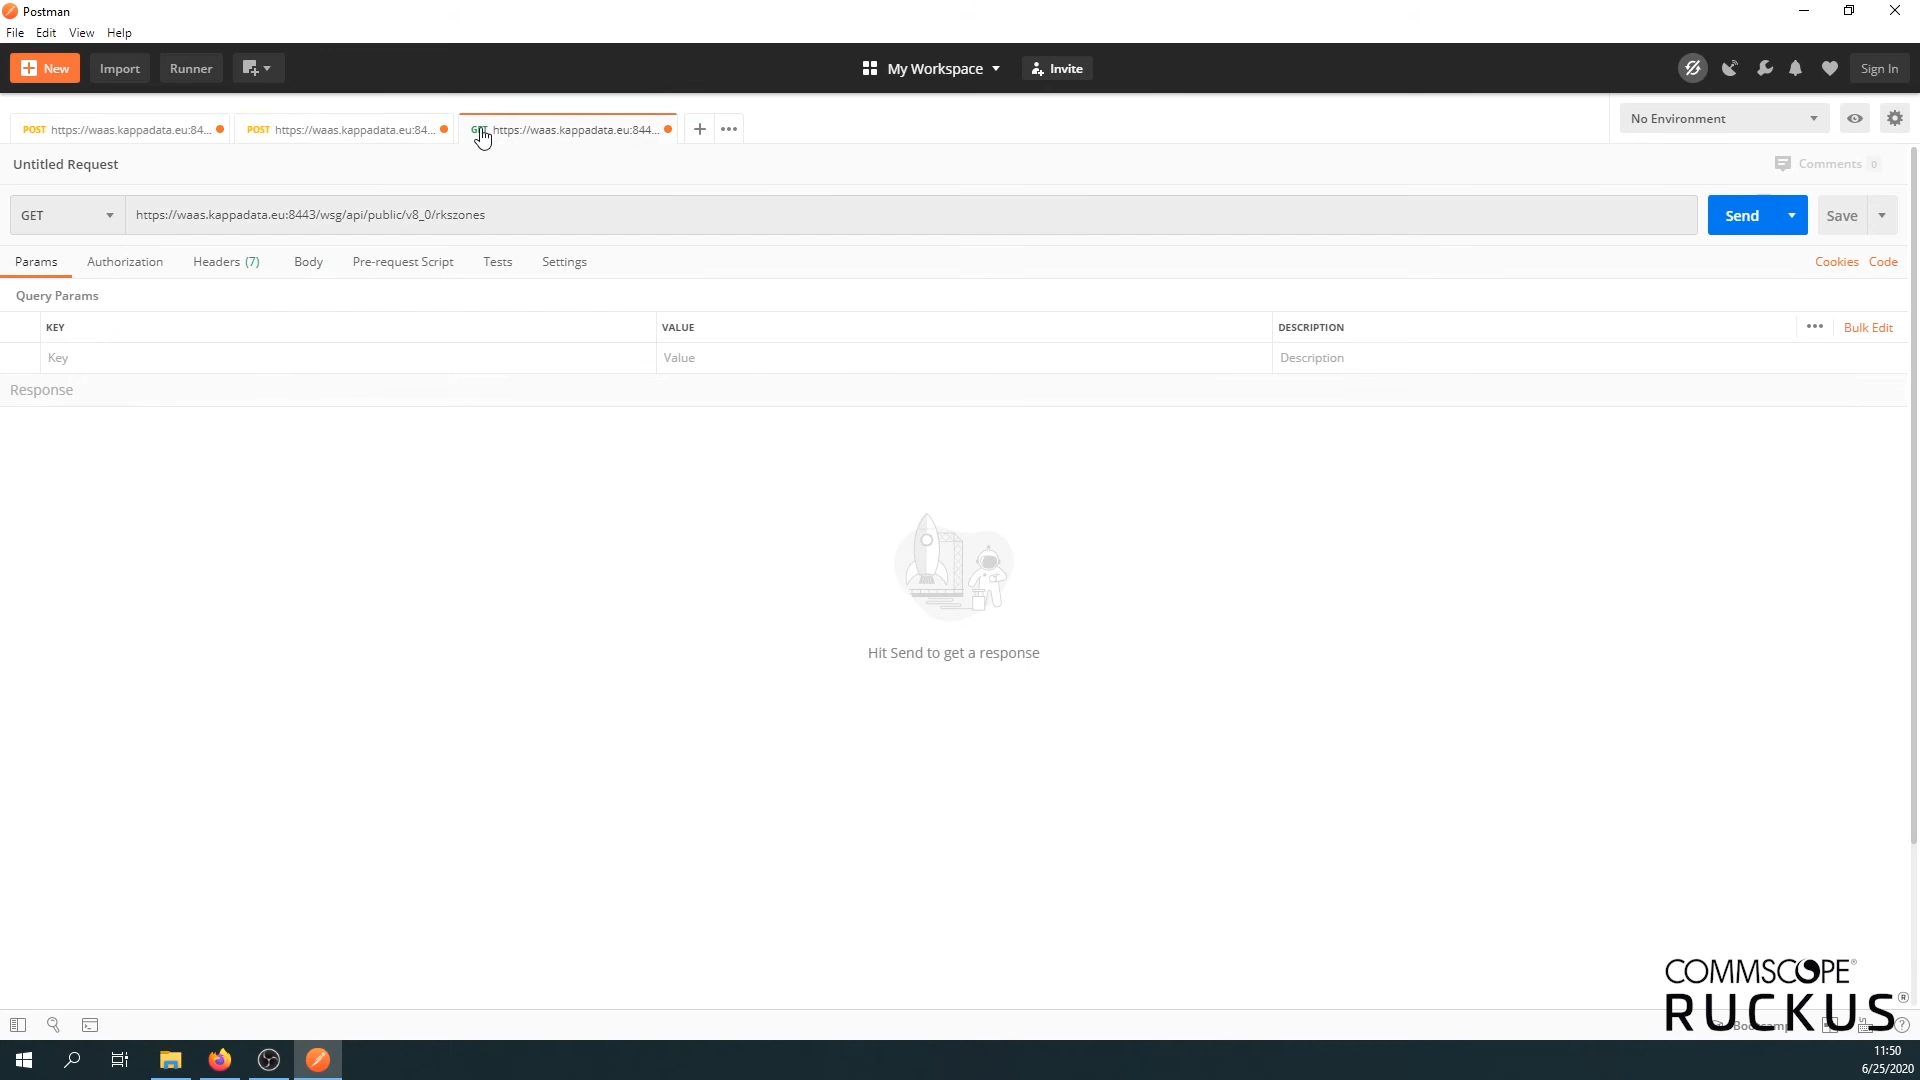 Postman
File Edit View Help
New Import Runner My Workspace Invite Sign In
POST https://waas.kappadata.eu:84... POST https://waas.kappadata.eu:84... https://waas.kappadata.eu:844... No Environment
Untitled Request Comments 0
GET https://waas.kappadata.eu:8443/wsg/api/public/v8_0/rkszones Send Save
Params Authorization Headers (7) Body Pre-request Script Tests Settings Cookies Code
Query Params
KEY VALUE DESCRIPTION Bulk Edit
Key Value Description
Response
Hit Send to get a response
COMMSCOPE®
RUCKUS®
11:50
6/25/2020